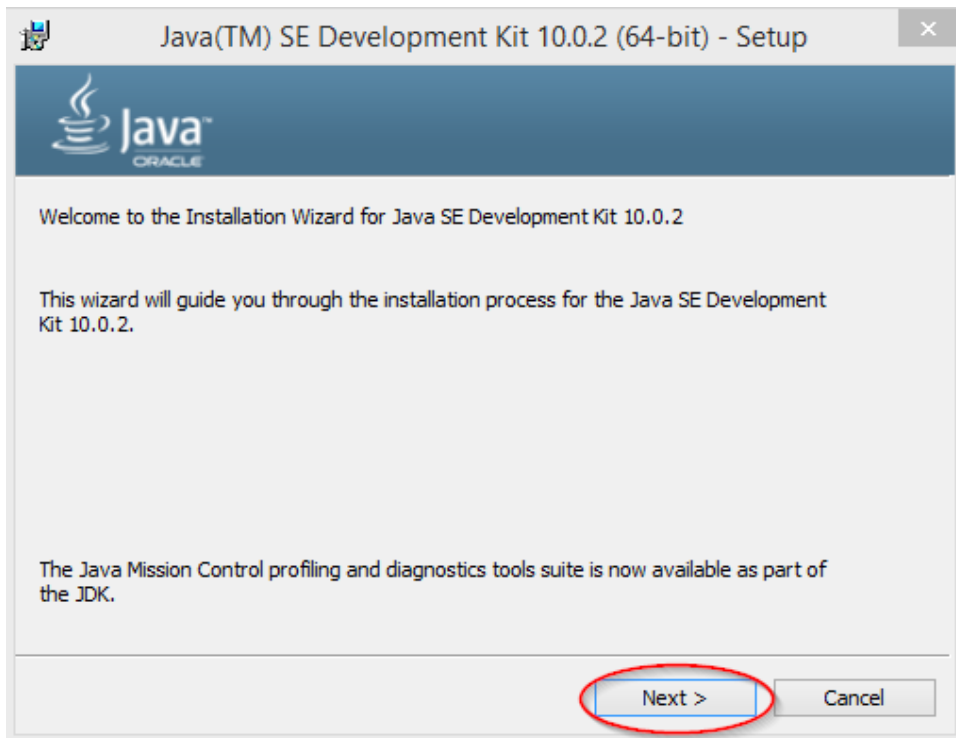 Java(TM) SE Development Kit 10.0.2 (64-bit) - Setup
×
Java™
ORACLE
Welcome to the Installation Wizard for Java SE Development Kit 10.0.2
This wizard will guide you through the installation process for the Java SE Development
Kit 10.0.2.
The Java Mission Control profiling and diagnostics tools suite is now available as part of
the JDK.
Next > Cancel